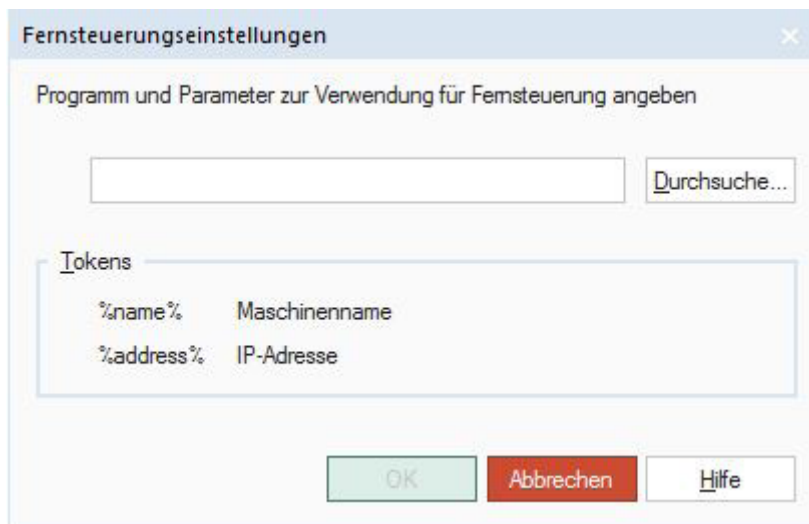 Fernsteuerungseinstellungen
Programm und Parameter zur Verwendung für Fernsteuerung angeben
Durchsuche...
Tokens
%name% Maschinenname
%address% IP-Adresse
OK Abbrechen Hilfe